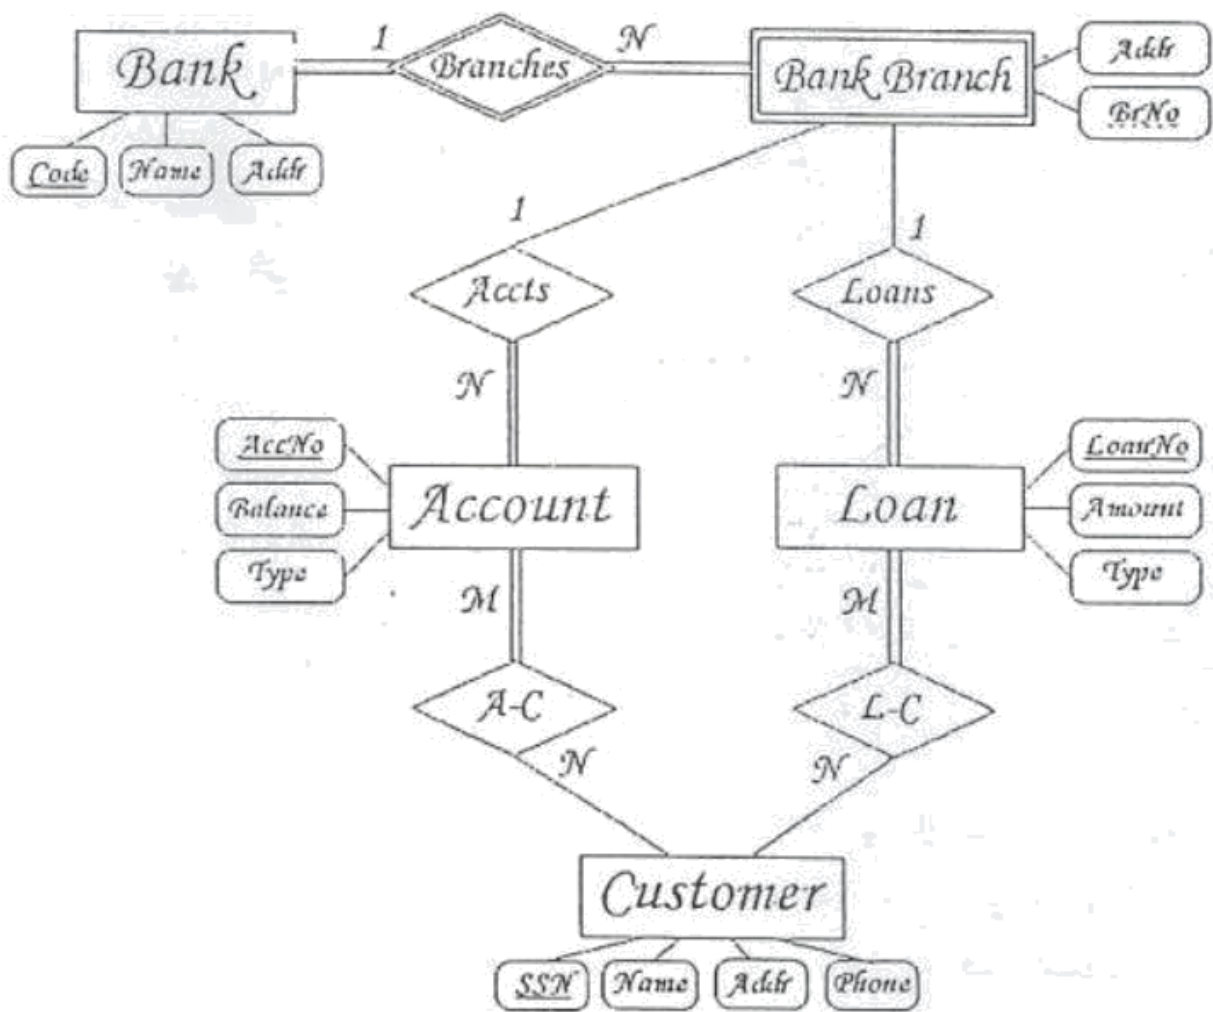 1 N
Bank Branches Bank Branch Addr
BrNo
Code Name Addr
1 1
Accts Loans
N N
AccNo LoanNo
Balance Account Loan Amount
Type Type
M M
A-C L-C
N N
Customer
SSN Name Addr Phone